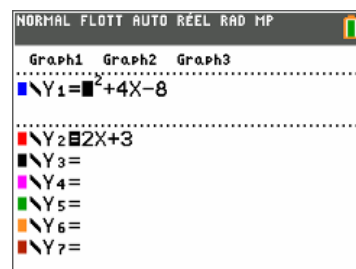 NORMAL FLOTT AUTO RÉEL RAD MP
Graph1 Graph2 Graph3
\Y₁=■²+4X-8
\Y₂=2X+3
\Y₃=
\Y₄=
\Y₅=
\Y₆=
\Y₇=